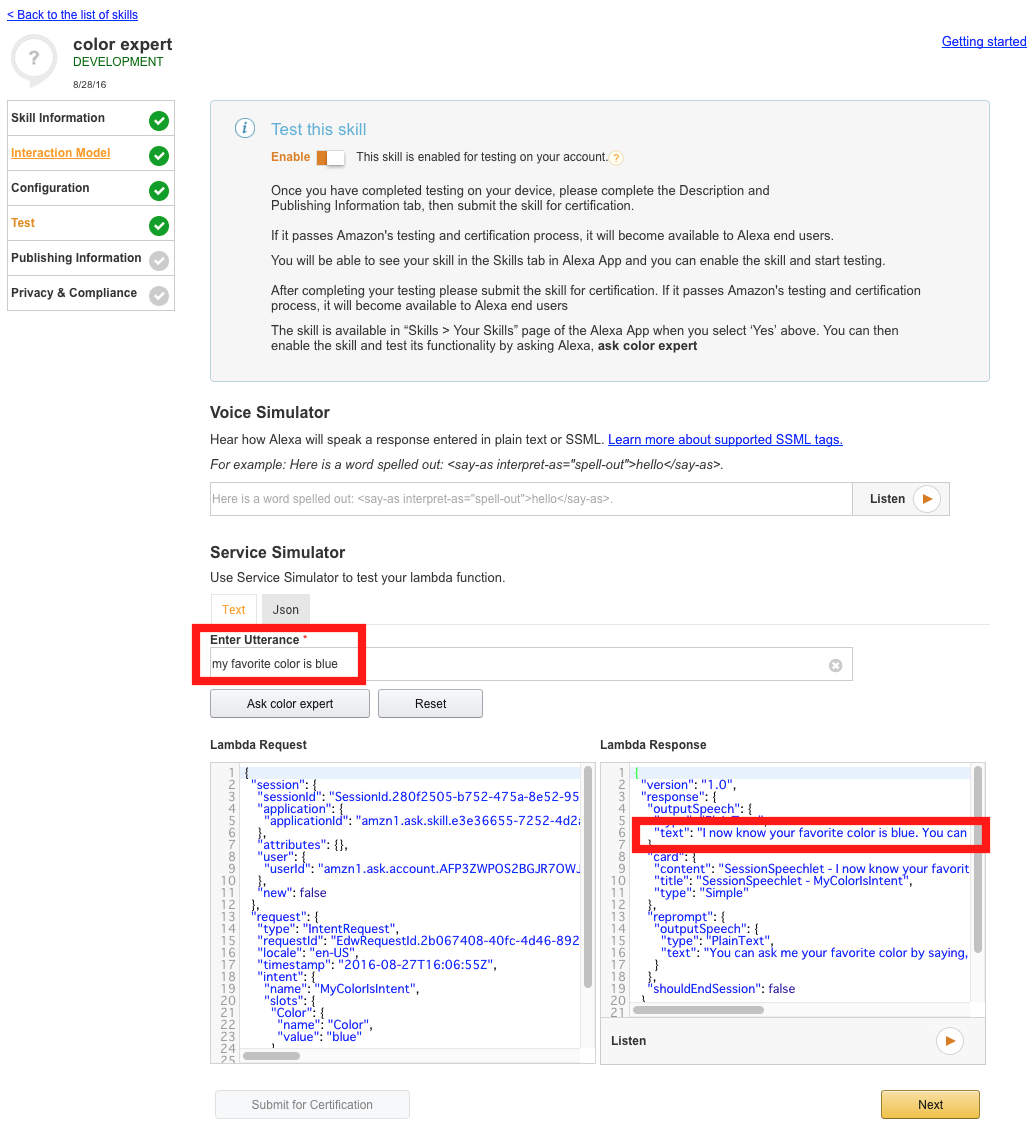 < Back to the list of skills
Getting started
?
color expert
DEVELOPMENT
8/28/16
Skill Information
Interaction Model
Configuration
Test
Publishing Information
Privacy & Compliance
i
Test this skill
Enable This skill is enabled for testing on your account. ?
Once you have completed testing on your device, please complete the Description and
Publishing Information tab, then submit the skill for certification.
If it passes Amazon's testing and certification process, it will become available to Alexa end users.
You will be able to see your skill in the Skills tab in Alexa App and you can enable the skill and start testing.
After completing your testing please submit the skill for certification. If it passes Amazon's testing and certification
process, it will become available to Alexa end users
The skill is available in “Skills > Your Skills” page of the Alexa App when you select ‘Yes’ above. You can then
enable the skill and test its functionality by asking Alexa, ask color expert
Voice Simulator
Hear how Alexa will speak a response entered in plain text or SSML. Learn more about supported SSML tags.
For example: Here is a word spelled out: <say-as interpret-as="spell-out">hello</say-as>.
Here is a word spelled out: <say-as interpret-as="spell-out">hello</say-as>.
Listen
Service Simulator
Use Service Simulator to test your lambda function.
Text Json
Enter Utterance *
my favorite color is blue
Ask color expert Reset
Lambda Request
1 {
2 "session": {
3 "sessionId": "SessionId.280f2505-b752-475a-8e52-95
4 "application": {
5 "applicationId": "amzn1.ask.skill.e3e36655-7252-4d2a
6 },
7 "attributes": {},
8 "user": {
9 "userId": "amzn1.ask.account.AFP3ZWPOS2BGJR7OWJ
10 },
11 "new": false
12 },
13 "request": {
14 "type": "IntentRequest",
15 "requestId": "EdwRequestId.2b067408-40fc-4d46-892
16 "locale": "en-US",
17 "timestamp": "2016-08-27T16:06:55Z",
18 "intent": {
19 "name": "MyColorIsIntent",
20 "slots": {
21 "Color": {
22 "name": "Color",
23 "value": "blue"
24 }
25
Lambda Response
1 {
2 "version": "1.0",
3 "response": {
4 "outputSpeech": {
5
6 "text": "I now know your favorite color is blue. You can
7 },
8 "card": {
9 "content": "SessionSpeechlet - I now know your favorit
10 "title": "SessionSpeechlet - MyColorIsIntent",
11 "type": "Simple"
12 },
13 "reprompt": {
14 "outputSpeech": {
15 "type": "PlainText",
16 "text": "You can ask me your favorite color by saying,
17 }
18 },
19 "shouldEndSession": false
20 }
21
Listen
Submit for Certification
Next